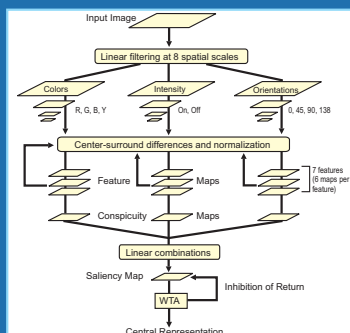 Input Image
Linear filtering at 8 spatial scales
Colors
Intensity
Orientations
R, G, B, Y
On, Off
0, 45, 90, 138
Center-surround differences and normalization
Feature Maps
7 features
(6 maps per
feature)
Conspicuity Maps
Linear combinations
Saliency Map
Inhibition of Return
WTA
Central Representation